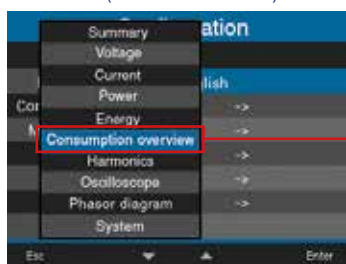 Summary
ation
Voltage
Current
lish
Power
Cor
->
Energy
->
Consumption overview
Harmonics
->
Oscilloscope
->
Phasor diagram
->
System
Esc
Enter